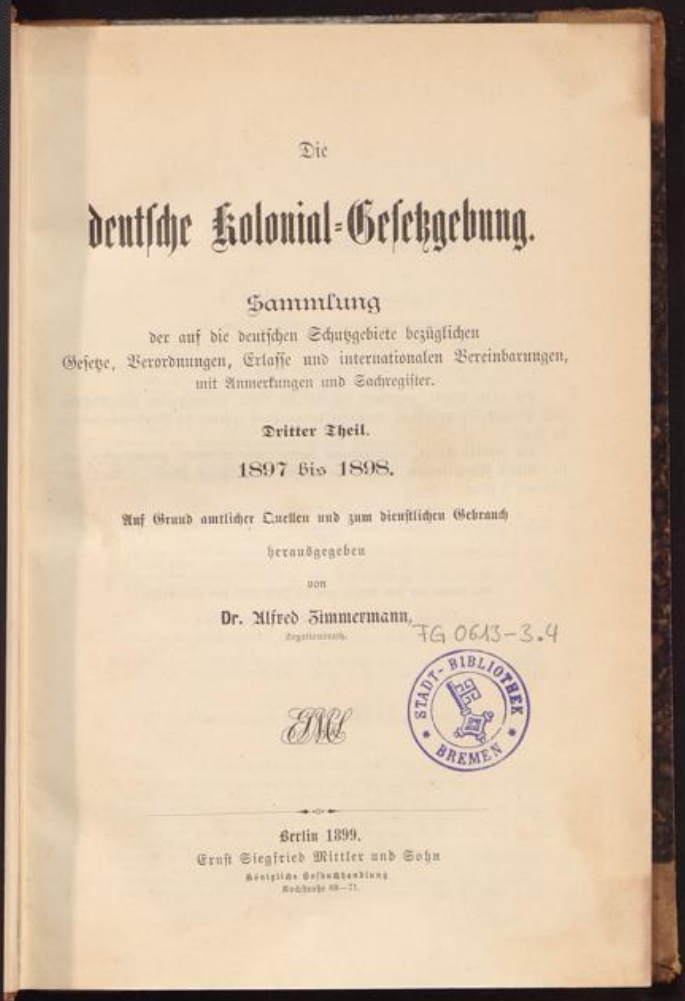 Die
deutsche Kolonial=Gesetzgebung.
Sammlung
der auf die deutschen Schutzgebiete bezüglichen
Gesetze, Verordnungen, Erlasse und internationalen Vereinbarungen,
mit Anmerkungen und Sachregister.
Dritter Theil.
1897 bis 1898.
Auf Grund amtlicher Quellen und zum dienstlichen Gebrauch
herausgegeben
von
Dr. Alfred Zimmermann,
Legationsrath.
FG 0613-3.4
STADT-BIBLIOTHEK
* BREMEN *
Berlin 1899.
Ernst Siegfried Mittler und Sohn
Königliche Hofbuchhandlung
Kochstraße 68—71.